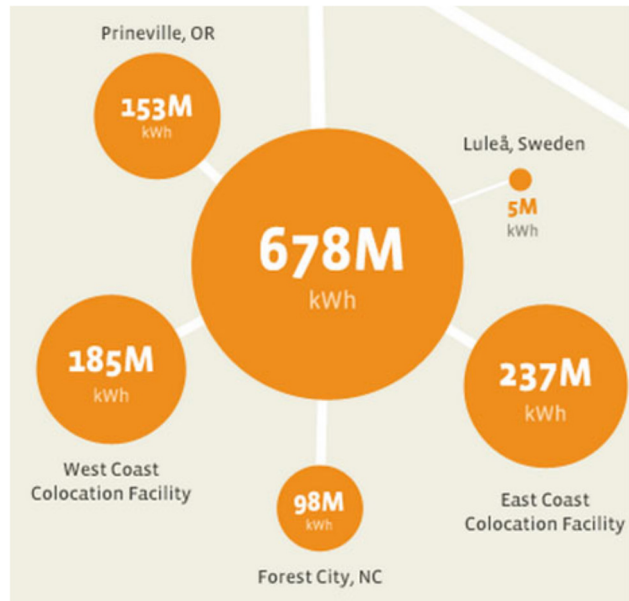 Prineville, OR
153M
kWh
Luleå, Sweden
5M
kWh
678M
kWh
185M
kWh
West Coast
Colocation Facility
237M
kWh
East Coast
Colocation Facility
98M
kWh
Forest City, NC